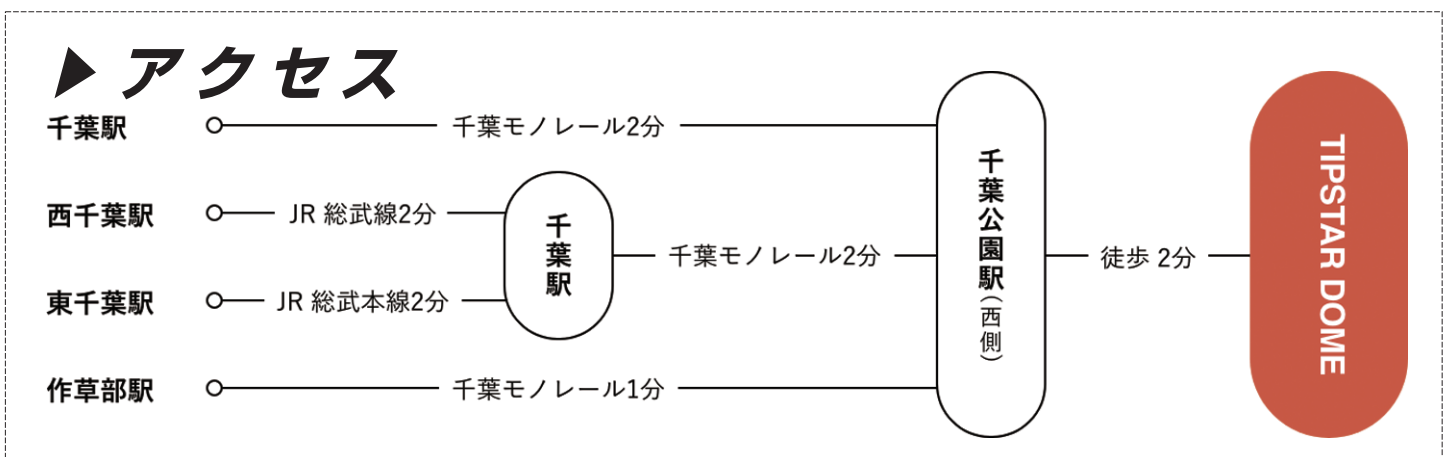 ▶アクセス
千葉駅
千葉モノレール2分
西千葉駅
JR 総武線2分
東千葉駅
JR 総武本線2分
千葉駅
千葉モノレール2分
作草部駅
千葉モノレール1分
千葉公園駅(西側)
徒歩 2分
TIPSTAR DOME